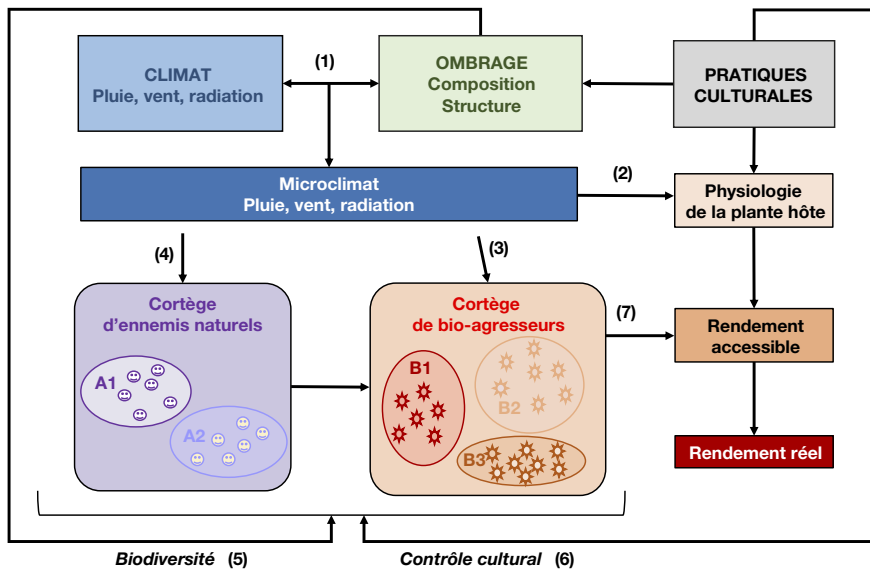 (1)
CLIMAT
Pluie, vent, radiation
OMBRAGE
Composition
Structure
PRATIQUES
CULTURALES
Microclimat
Pluie, vent, radiation
(2)
Physiologie
de la plante hôte
(4)
(3)
Cortège
d'ennemis naturels
A1
A2
Cortège
de bio-agresseurs
B1
B2
B3
(7)
Rendement
accessible
Rendement réel
Biodiversité (5)
Contrôle cultural (6)